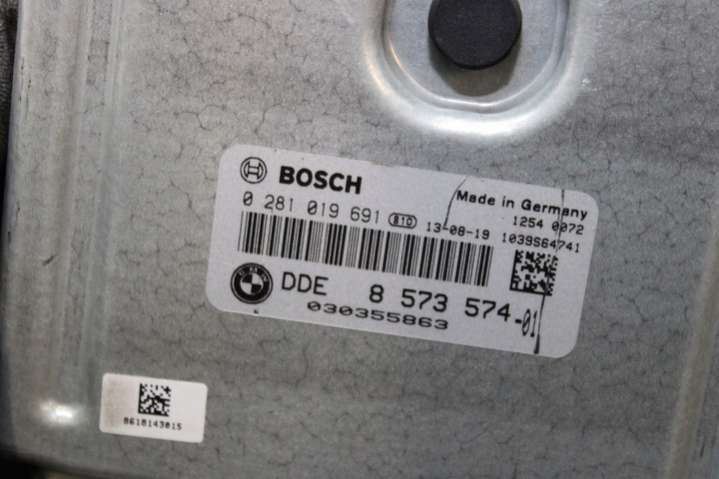 BOSCH
Made in Germany
0 281 019 691 B10 13-08-19
1254 0072
1039S64741
DDE 8 573 574-01
030355863
8618143015